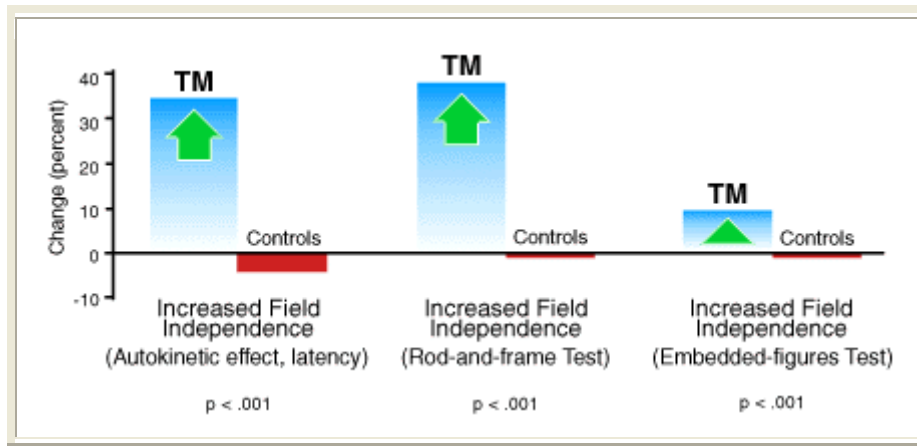 Change (percent)
40
30
20
10
0
-10
TM
Controls
Increased Field
Independence
(Autokinetic effect, latency)
p < .001
TM
Controls
Increased Field
Independence
(Rod-and-frame Test)
p < .001
TM
Controls
Increased Field
Independence
(Embedded-figures Test)
p < .001